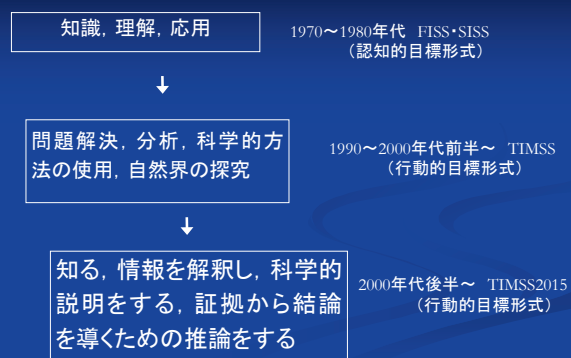 知識，理解，応用
1970～1980年代　FISS・SISS
（認知的目標形式）
↓
問題解決，分析，科学的方
法の使用，自然界の探究
1990～2000年代前半～　TIMSS
（行動的目標形式）
↓
知る，情報を解釈し，科学的
説明をする，証拠から結論
を導くための推論をする
2000年代後半～　TIMSS2015
（行動的目標形式）